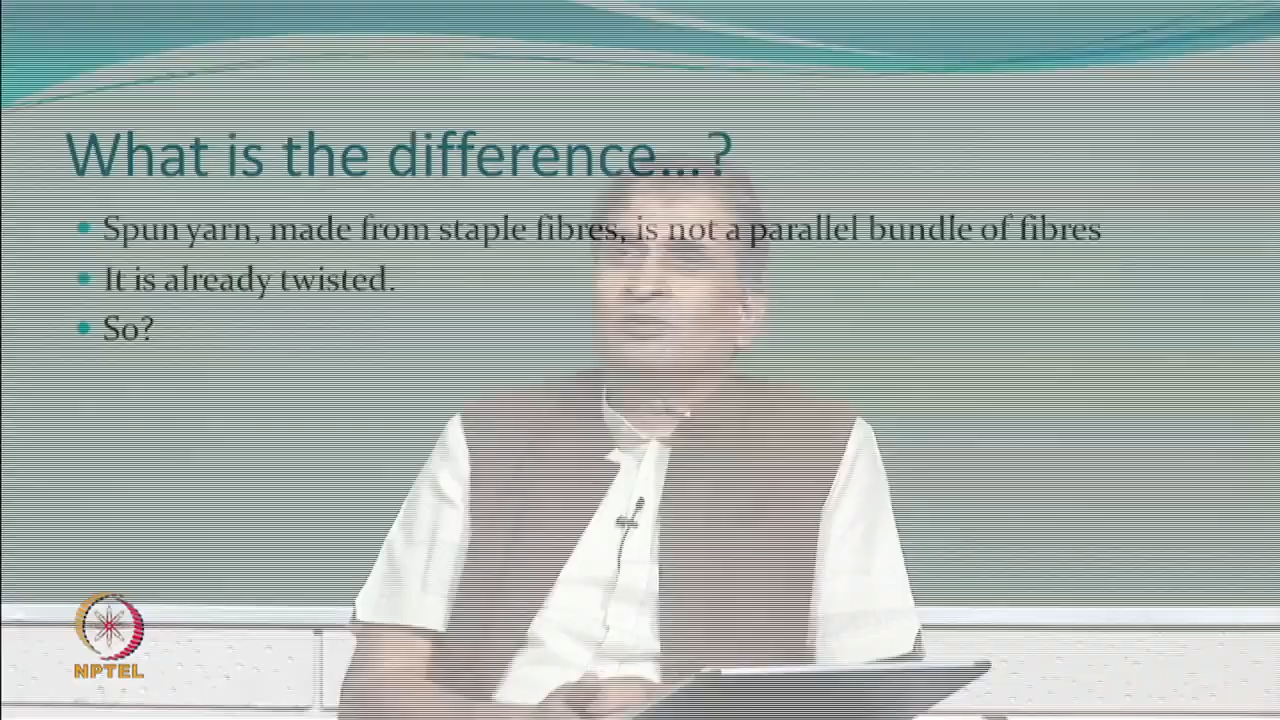 What is the difference...?
Spun yarn, made from staple fibres, is not a parallel bundle of fibres
It is already twisted.
So?
NPTEL